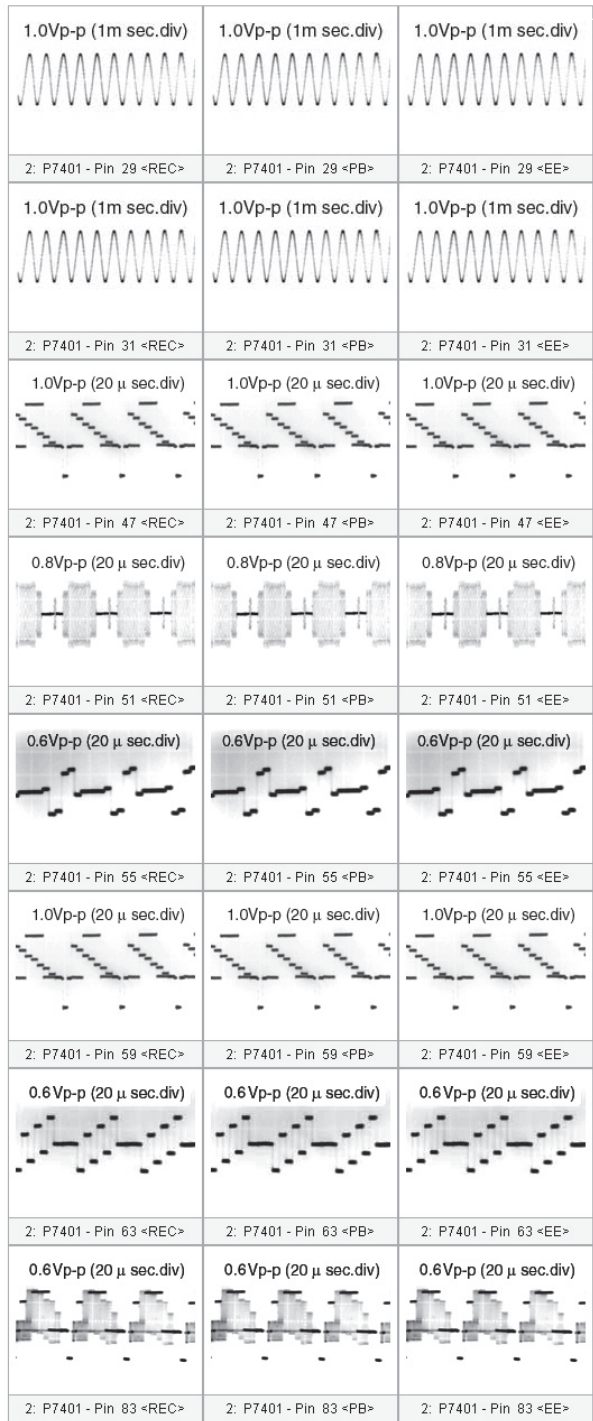 1.0Vp-p (1m sec.div) 1.0Vp-p (1m sec.div) 1.0Vp-p (1m sec.div)
2: P7401 - Pin 29 <REC> 2: P7401 - Pin 29 <PB> 2: P7401 - Pin 29 <EE>
1.0Vp-p (1m sec.div) 1.0Vp-p (1m sec.div) 1.0Vp-p (1m sec.div)
2: P7401 - Pin 31 <REC> 2: P7401 - Pin 31 <PB> 2: P7401 - Pin 31 <EE>
1.0Vp-p (20 μ sec.div) 1.0Vp-p (20 μ sec.div) 1.0Vp-p (20 μ sec.div)
2: P7401 - Pin 47 <REC> 2: P7401 - Pin 47 <PB> 2: P7401 - Pin 47 <EE>
0.8Vp-p (20 μ sec.div) 0.8Vp-p (20 μ sec.div) 0.8Vp-p (20 μ sec.div)
2: P7401 - Pin 51 <REC> 2: P7401 - Pin 51 <PB> 2: P7401 - Pin 51 <EE>
0.6Vp-p (20 μ sec.div) 0.6Vp-p (20 μ sec.div) 0.6Vp-p (20 μ sec.div)
2: P7401 - Pin 55 <REC> 2: P7401 - Pin 55 <PB> 2: P7401 - Pin 55 <EE>
1.0Vp-p (20 μ sec.div) 1.0Vp-p (20 μ sec.div) 1.0Vp-p (20 μ sec.div)
2: P7401 - Pin 59 <REC> 2: P7401 - Pin 59 <PB> 2: P7401 - Pin 59 <EE>
0.6Vp-p (20 μ sec.div) 0.6Vp-p (20 μ sec.div) 0.6Vp-p (20 μ sec.div)
2: P7401 - Pin 63 <REC> 2: P7401 - Pin 63 <PB> 2: P7401 - Pin 63 <EE>
0.6Vp-p (20 μ sec.div) 0.6Vp-p (20 μ sec.div) 0.6Vp-p (20 μ sec.div)
2: P7401 - Pin 83 <REC> 2: P7401 - Pin 83 <PB> 2: P7401 - Pin 83 <EE>